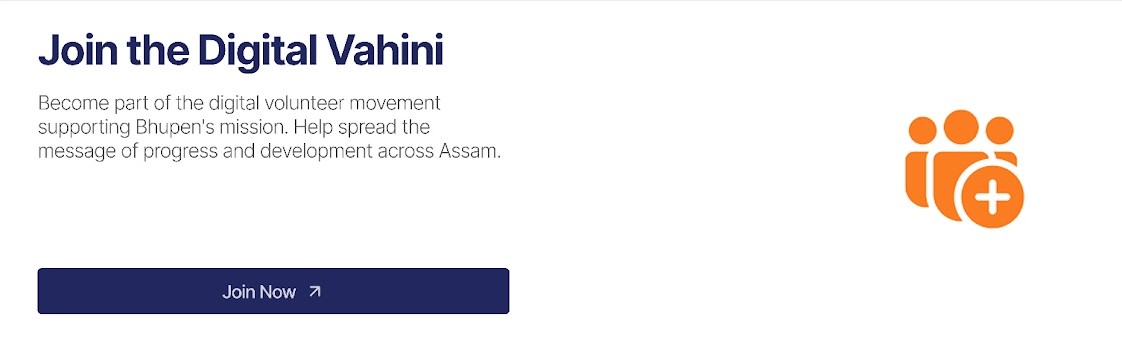 Join the Digital Vahini
Become part of the digital volunteer movement
supporting Bhupen's mission. Help spread the
message of progress and development across Assam.
Join Now